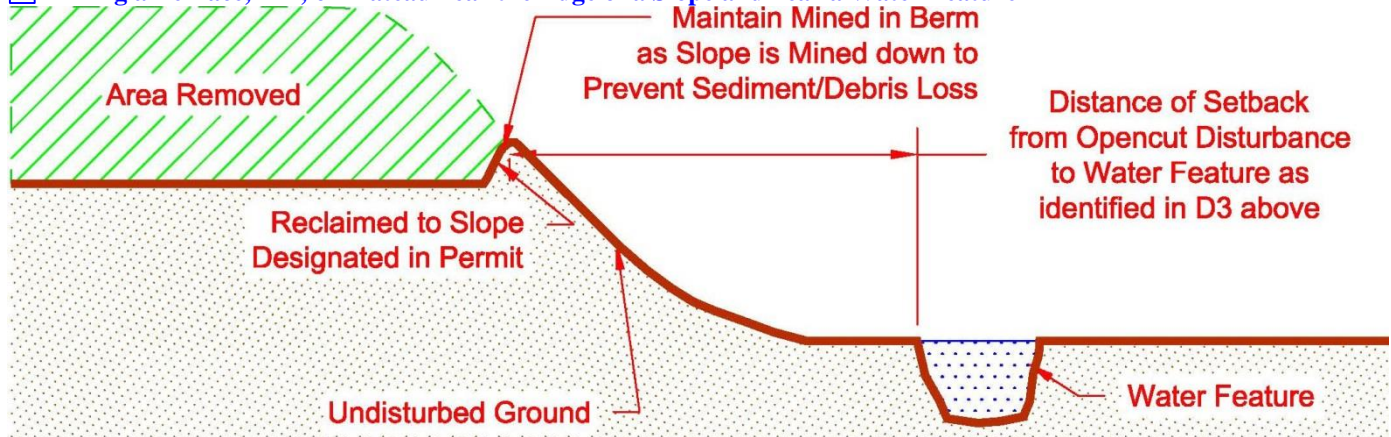 Maintain Mined in Berm
as Slope is Mined down to
Prevent Sediment/Debris Loss
Area Removed
Distance of Setback
from Opencut Disturbance
to Water Feature as
identified in D3 above
Reclaimed to Slope
Designated in Permit
Undisturbed Ground
Water Feature